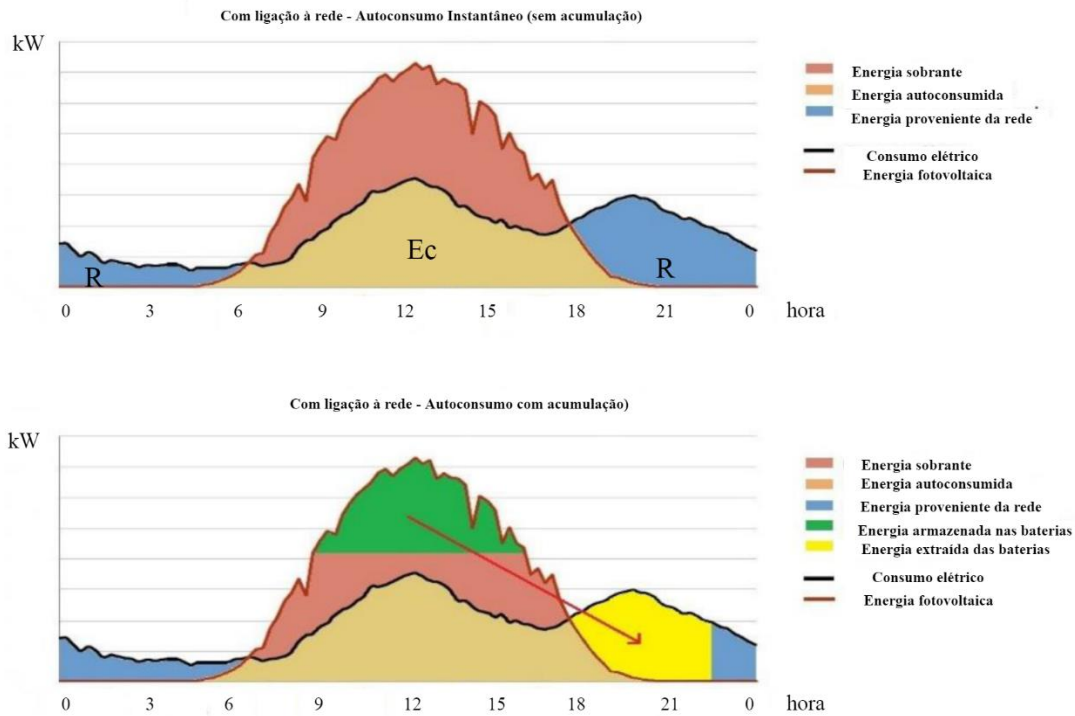 Com ligação à rede - Autoconsumo Instantâneo (sem acumulação)
kW
Energia sobrante
Energia autoconsumida
Energia proveniente da rede
Consumo elétrico
Energia fotovoltaica
R
Ec
R
0 3 6 9 12 15 18 21 0 hora
Com ligação à rede - Autoconsumo com acumulação)
kW
Energia sobrante
Energia autoconsumida
Energia proveniente da rede
Energia armazenada nas baterias
Energia extraída das baterias
Consumo elétrico
Energia fotovoltaica
0 3 6 9 12 15 18 21 0 hora